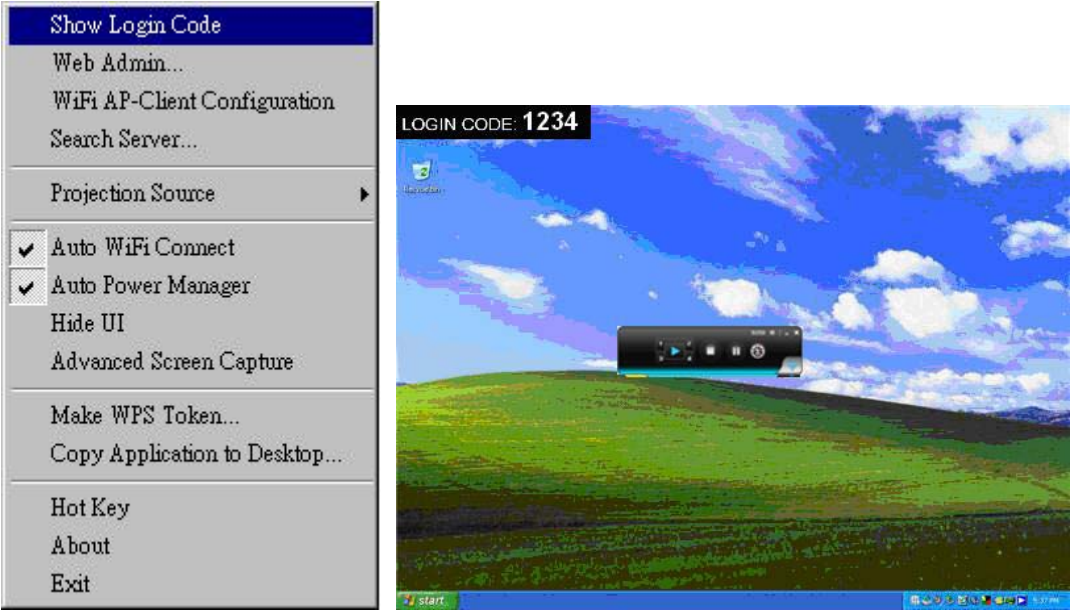 Show Login Code
Web Admin...
WiFi AP-Client Configuration
Search Server...
Projection Source
Auto WiFi Connect
Auto Power Manager
Hide UI
Advanced Screen Capture
Make WPS Token...
Copy Application to Desktop...
Hot Key
About
Exit
LOGIN CODE: 1234
start